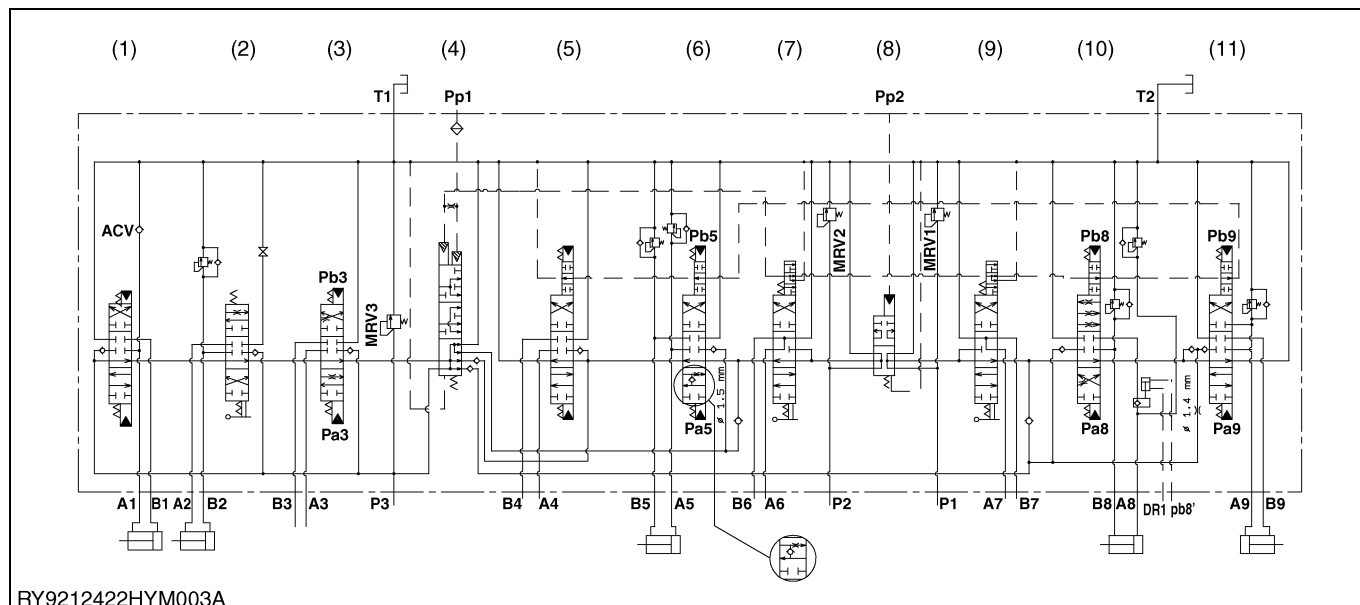 (1) (2) (3) (4) (5) (6) (7) (8) (9) (10) (11)
T1 Pp1 Pp2 T2
ACV
Pb3
MRV3
Pb5
MRV2
MRV1
Pb8
Pb9
Pa3
ø 1.5 mm
Pa5
Pa8
ø 1.4 mm
Pa9
A1 B1 A2 B2 B3 A3 P3 B4 A4 B5 A5 B6 A6 P2 P1 A7 B7 B8 A8 DR1 pb8' A9 B9
RY9212422HYM003A